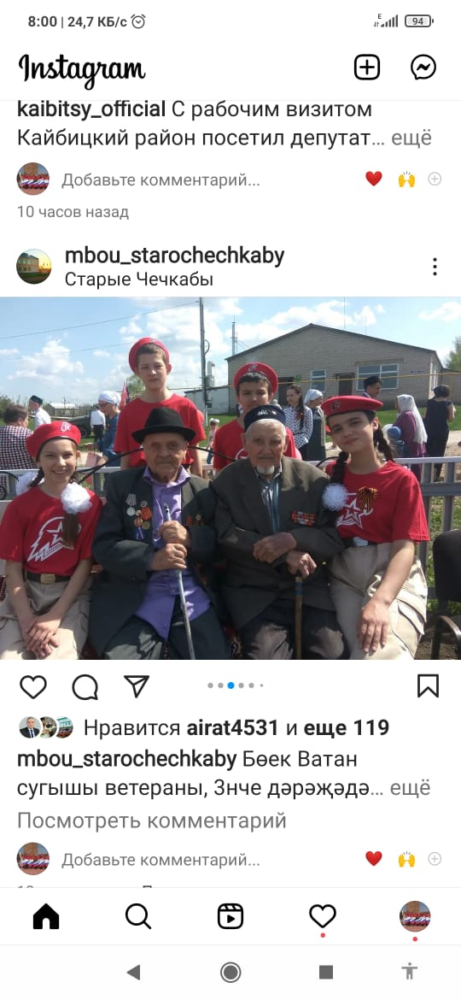 8:00 | 24,7 КБ/с
E
94
Instagram
kaibitsy_official С рабочим визитом
Кайбицкий район посетил депутат... ещё
Добавьте комментарий...
10 часов назад
mbou_starochechkaby
Старые Чечкабы
Нравится airat4531 и еще 119
mbou_starochechkaby Бөек Ватан
сугышы ветераны, 3нче дәрәҗәдә... ещё
Посмотреть комментарий
Добавьте комментарий...